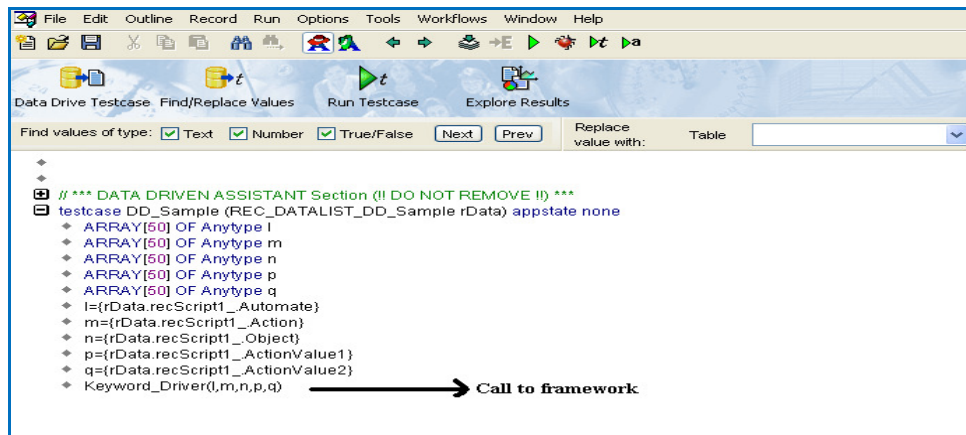 File Edit Outline Record Run Options Tools Workflows Window Help
Data Drive Testcase Find/Replace Values Run Testcase Explore Results
Find values of type: Text Number True/False Next Prev Replace value with: Table
// *** DATA DRIVEN ASSISTANT Section (!! DO NOT REMOVE !!) ***
testcase DD_Sample (REC_DATALIST_DD_Sample rData) appstate none
ARRAY[50] OF Anytype l
ARRAY[50] OF Anytype m
ARRAY[50] OF Anytype n
ARRAY[50] OF Anytype p
ARRAY[50] OF Anytype q
l={rData.recScript1_.Automate}
m={rData.recScript1_.Action}
n={rData.recScript1_.Object}
p={rData.recScript1_.ActionValue1}
q={rData.recScript1_.ActionValue2}
Keyword_Driver(l,m,n,p,q) Call to framework